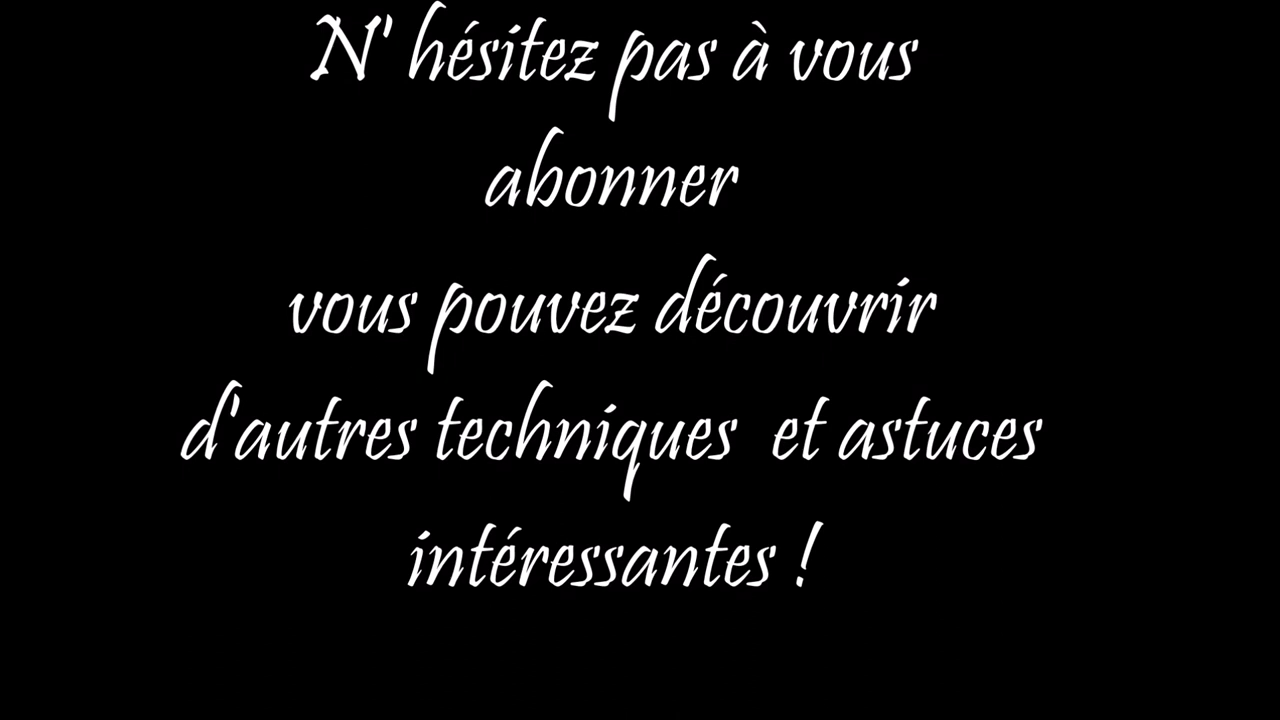 N' hésitez pas à vous
abonner
vous pouvez découvrir
d'autres techniques  et astuces
intéressantes !